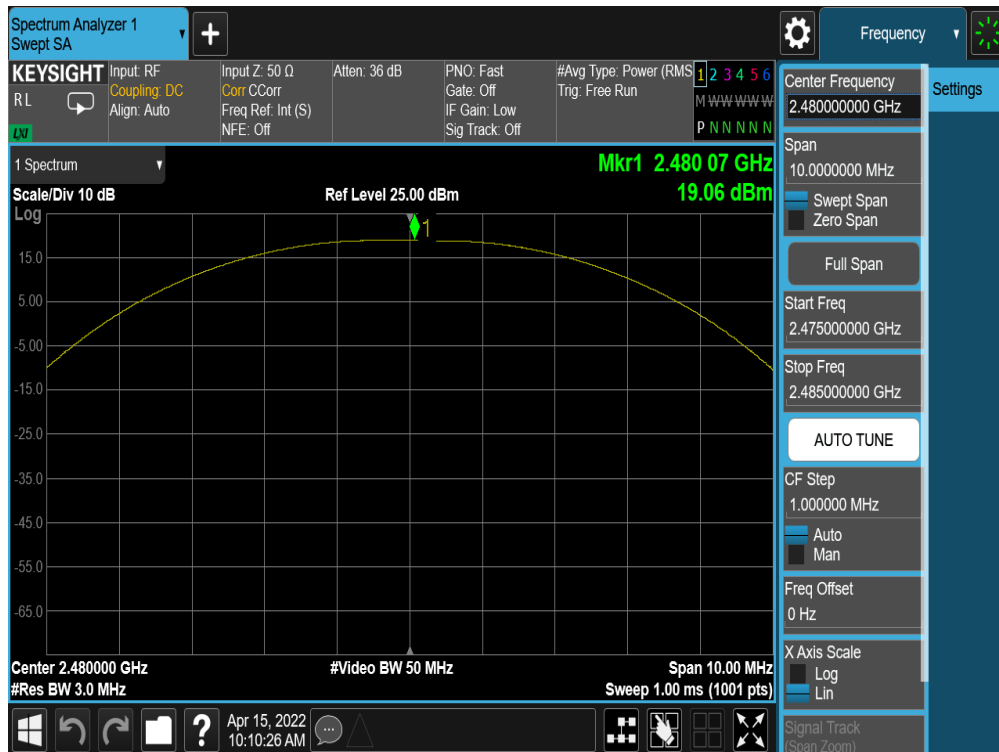 Spectrum Analyzer 1
Swept SA
+
Frequency
KEYSIGHT
R L
LXI
Input: RF
Coupling: DC
Align: Auto
Input Z: 50 Ω
Corr CCorr
Freq Ref: Int (S)
NFE: Off
Atten: 36 dB
PNO: Fast
Gate: Off
IF Gain: Low
Sig Track: Off
#Avg Type: Power (RMS
Trig: Free Run
1 2 3 4 5 6
M W W W W W
P N N N N N
1 Spectrum
Scale/Div 10 dB
Log
Ref Level 25.00 dBm
Mkr1 2.480 07 GHz
19.06 dBm
1
15.0
5.00
-5.00
-15.0
-25.0
-35.0
-45.0
-55.0
-65.0
Center 2.480000 GHz
#Video BW 50 MHz
Span 10.00 MHz
#Res BW 3.0 MHz
Sweep 1.00 ms (1001 pts)
Center Frequency
2.480000000 GHz
Settings
Span
10.0000000 MHz
Swept Span
Zero Span
Full Span
Start Freq
2.475000000 GHz
Stop Freq
2.485000000 GHz
AUTO TUNE
CF Step
1.000000 MHz
Auto
Man
Freq Offset
0 Hz
X Axis Scale
Log
Lin
Signal Track
(Span Zoom)
?
Apr 15, 2022
10:10:26 AM